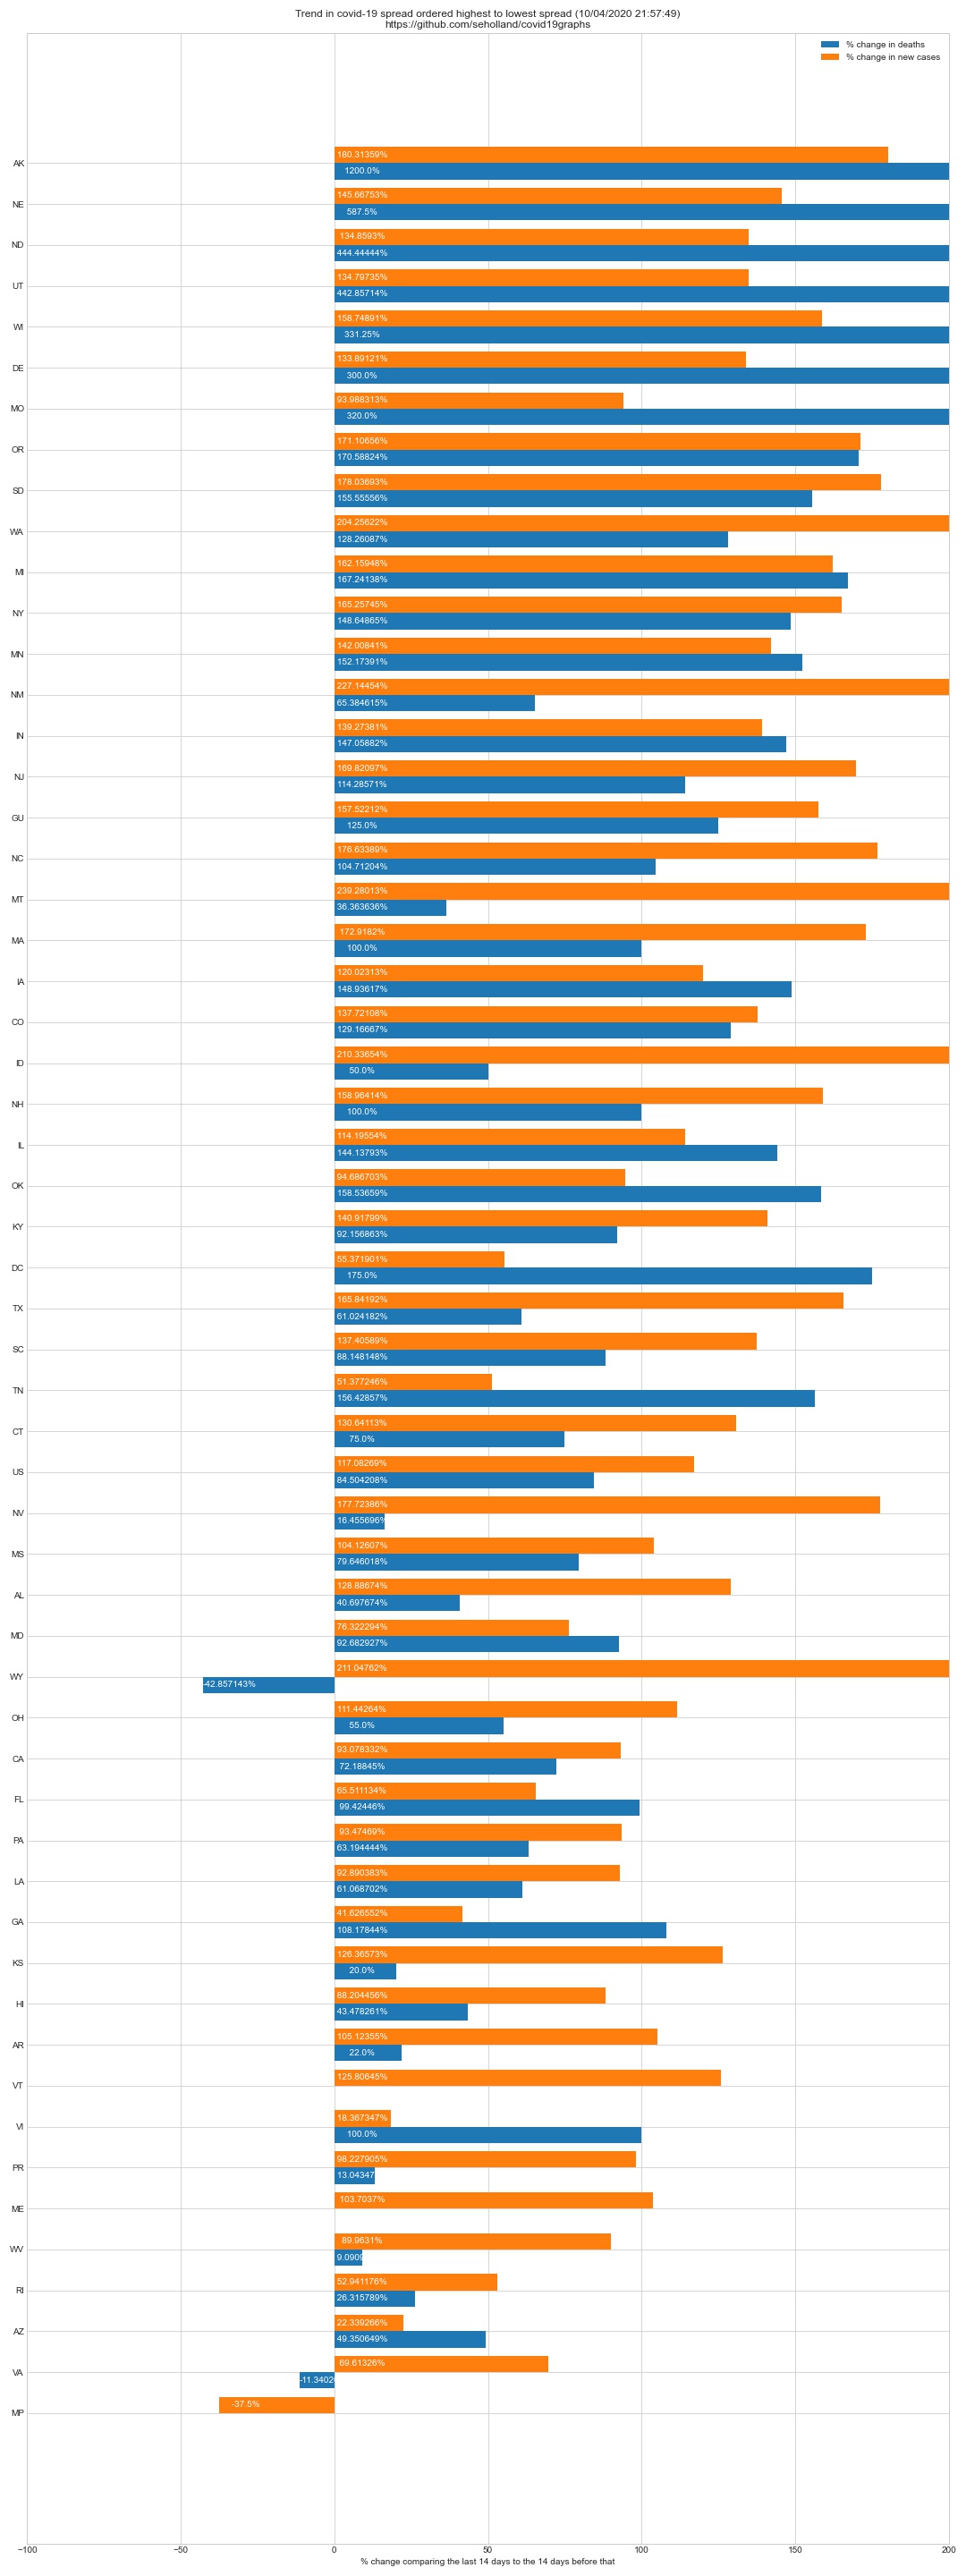 Trend in covid-19 spread ordered highest to lowest spread (10/04/2020 21:57:49)
https://github.com/seholland/covid19graphs
% change in deaths
% change in new cases
180.31359%
AK
1200.0%
145.66753%
NE
587.5%
134.8593%
ND
444.44444%
134.79735%
UT
442.85714%
158.74891%
WI
331.25%
133.89121%
DE
300.0%
93.988313%
MO
320.0%
171.10656%
OR
170.58824%
178.03693%
SD
155.55556%
204.25622%
WA
128.26087%
162.15948%
MI
167.24138%
165.25745%
NY
148.64865%
142.00841%
MN
152.17391%
227.14454%
NM
65.384615%
139.27381%
IN
147.05882%
169.82097%
NJ
114.28571%
157.52212%
GU
125.0%
176.63389%
NC
104.71204%
239.28013%
MT
36.363636%
172.9182%
MA
100.0%
120.02313%
IA
148.93617%
137.72108%
CO
129.16667%
210.33654%
ID
50.0%
158.96414%
NH
100.0%
114.19554%
IL
144.13793%
94.686703%
OK
158.53659%
140.91799%
KY
92.156863%
55.371901%
DC
175.0%
165.84192%
TX
61.024182%
137.40589%
SC
88.148148%
51.377246%
TN
156.42857%
130.64113%
CT
75.0%
117.08269%
US
84.504208%
177.72386%
NV
16.455696%
104.12607%
MS
79.646018%
128.88674%
AL
40.697674%
76.322294%
MD
92.682927%
211.04762%
WY
-42.857143%
111.44264%
OH
55.0%
93.078332%
CA
72.18845%
65.511134%
FL
99.42446%
93.47469%
PA
63.194444%
92.890383%
LA
61.068702%
41.626552%
GA
108.17844%
126.36573%
KS
20.0%
88.204456%
HI
43.478261%
105.12355%
AR
22.0%
125.80645%
VT
18.367347%
VI
100.0%
98.227905%
PR
13.04347
103.7037%
ME
89.9631%
WV
9.0909
52.941176%
RI
26.315789%
22.339266%
AZ
49.350649%
69.61326%
VA
-11.3402
-37.5%
MP
−100
−50
0
50
100
150
200
% change comparing the last 14 days to the 14 days before that